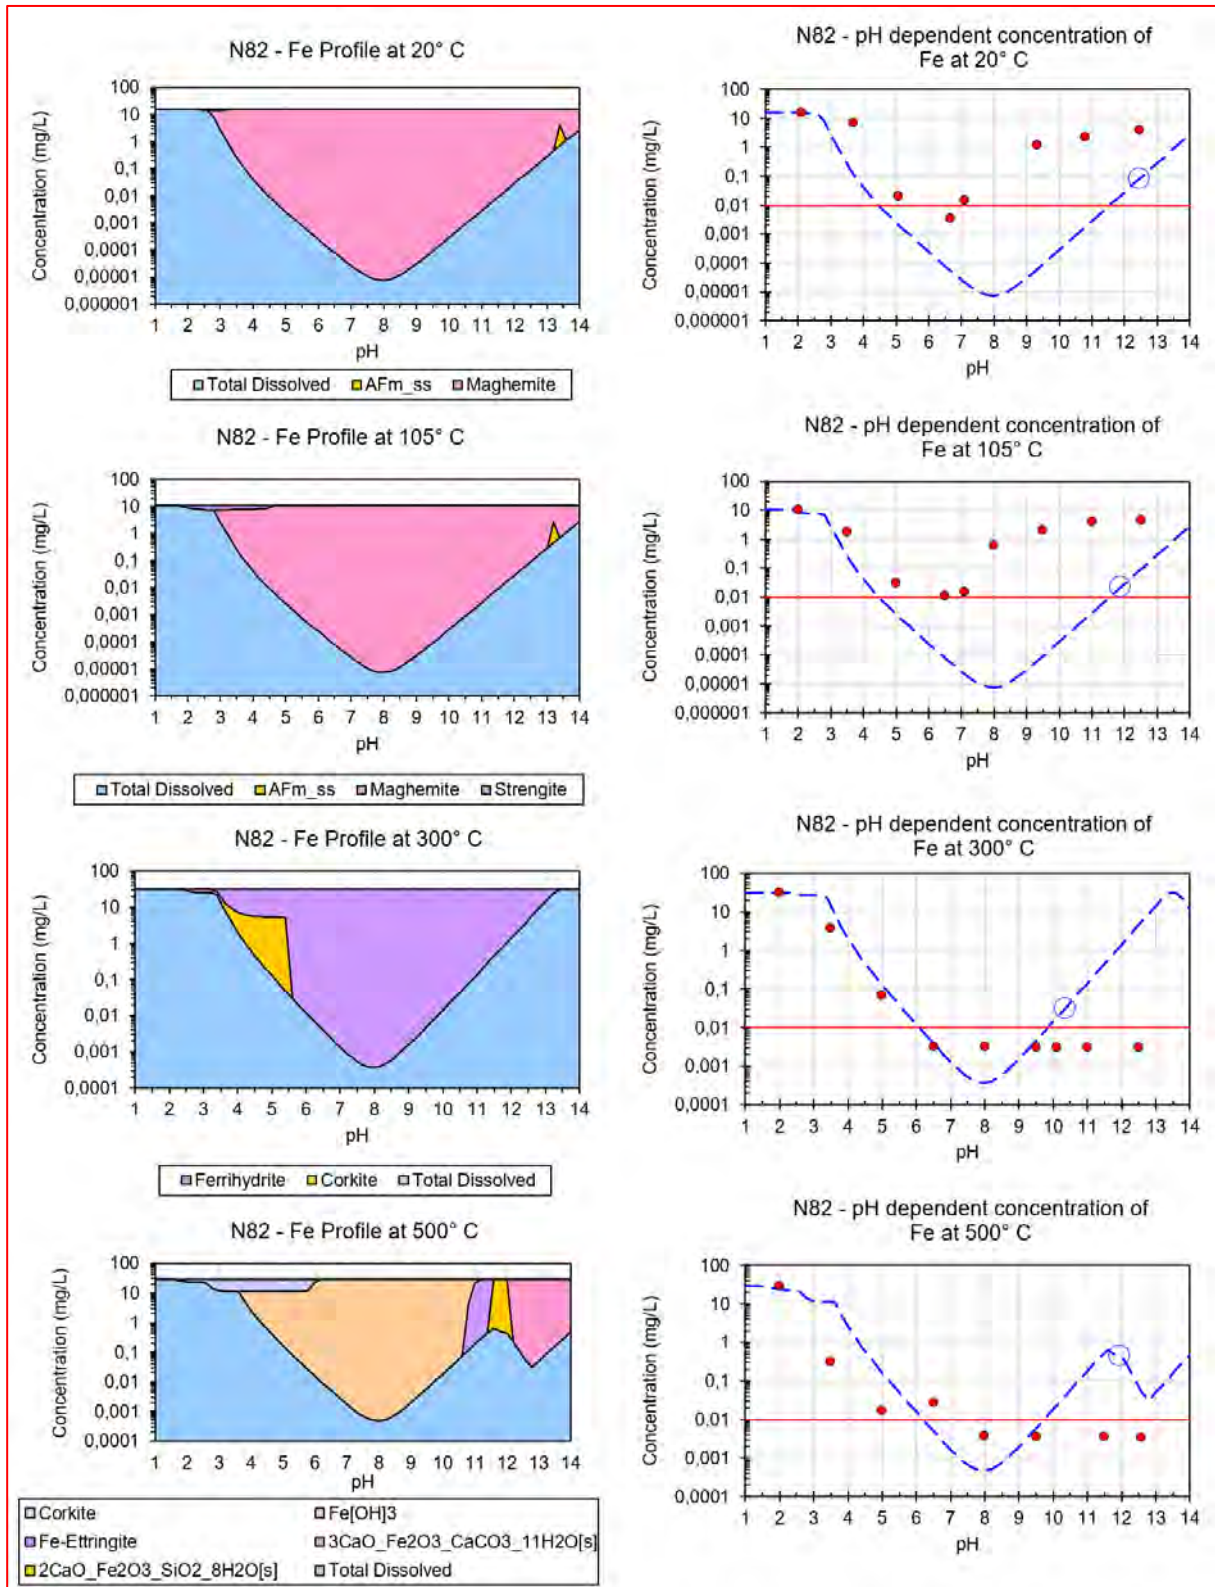 N82 - Fe Profile at 20° C
Concentration (mg/L)
100
10
1
0,1
0,01
0,001
0,0001
0,00001
0,000001
1 2 3 4 5 6 7 8 9 10 11 12 13 14
pH
Total Dissolved AFm_ss Maghemite
N82 - pH dependent concentration of
Fe at 20° C
Concentration (mg/L)
100
10
1
0,1
0,01
0,001
0,0001
0,00001
0,000001
1 2 3 4 5 6 7 8 9 10 11 12 13 14
pH
N82 - Fe Profile at 105° C
Concentration (mg/L)
100
10
1
0,1
0,01
0,001
0,0001
0,00001
0,000001
1 2 3 4 5 6 7 8 9 10 11 12 13 14
pH
Total Dissolved AFm_ss Maghemite Strengite
N82 - pH dependent concentration of
Fe at 105° C
Concentration (mg/L)
100
10
1
0,1
0,01
0,001
0,0001
0,00001
0,000001
1 2 3 4 5 6 7 8 9 10 11 12 13 14
pH
N82 - Fe Profile at 300° C
Concentration (mg/L)
100
10
1
0,1
0,01
0,001
0,0001
1 2 3 4 5 6 7 8 9 10 11 12 13 14
pH
Ferrihydrite Corkite Total Dissolved
N82 - pH dependent concentration of
Fe at 300° C
Concentration (mg/L)
100
10
1
0,1
0,01
0,001
0,0001
1 2 3 4 5 6 7 8 9 10 11 12 13 14
pH
N82 - Fe Profile at 500° C
Concentration (mg/L)
100
10
1
0,1
0,01
0,001
0,0001
1 2 3 4 5 6 7 8 9 10 11 12 13 14
pH
Corkite Fe[OH]3
Fe-Ettringite 3CaO_Fe2O3_CaCO3_11H2O[s]
2CaO_Fe2O3_SiO2_8H2O[s] Total Dissolved
N82 - pH dependent concentration of
Fe at 500° C
Concentration (mg/L)
100
10
1
0,1
0,01
0,001
0,0001
1 2 3 4 5 6 7 8 9 10 11 12 13 14
pH